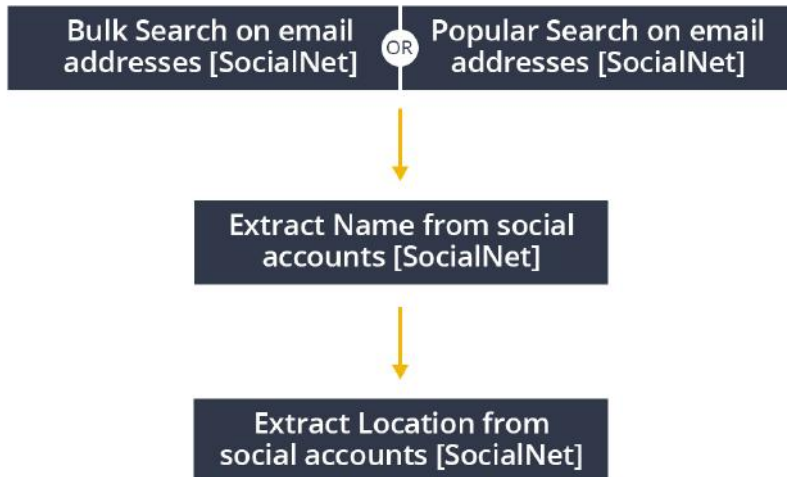 Bulk Search on email
addresses [SocialNet]
OR
Popular Search on email
addresses [SocialNet]
Extract Name from social
accounts [SocialNet]
Extract Location from
social accounts [SocialNet]